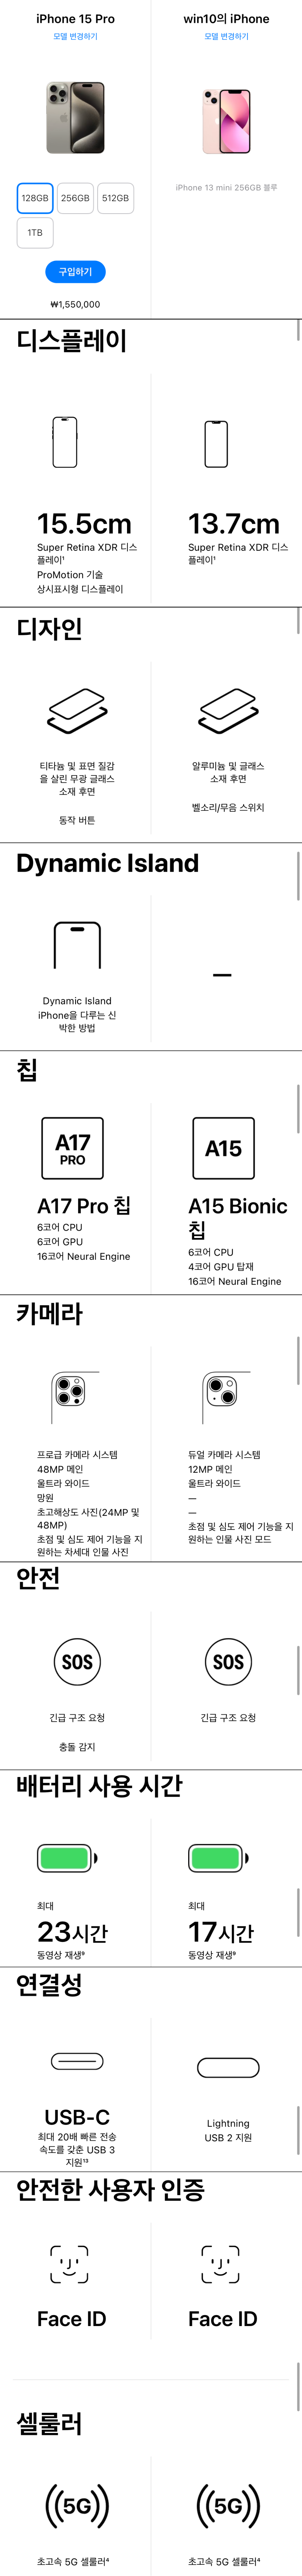 iPhone 15 Pro
모델 변경하기
win10의 iPhone
모델 변경하기
iPhone 13 mini 256GB 블루
128GB
256GB
512GB
1TB
구입하기
₩1,550,000
디스플레이
15.5cm
Super Retina XDR 디스
플레이¹
ProMotion 기술
상시표시형 디스플레이
13.7cm
Super Retina XDR 디스
플레이¹
디자인
티타늄 및 표면 질감
을 살린 무광 글래스
소재 후면
동작 버튼
알루미늄 및 글래스
소재 후면
벨소리/무음 스위치
Dynamic Island
Dynamic Island
iPhone을 다루는 신
박한 방법
—
칩
A17
PRO
A17 Pro 칩
6코어 CPU
6코어 GPU
16코어 Neural Engine
A15
A15 Bionic
칩
6코어 CPU
4코어 GPU 탑재
16코어 Neural Engine
카메라
프로급 카메라 시스템
48MP 메인
울트라 와이드
망원
초고해상도 사진(24MP 및
48MP)
초점 및 심도 제어 기능을 지
원하는 차세대 인물 사진
듀얼 카메라 시스템
12MP 메인
울트라 와이드
—
—
초점 및 심도 제어 기능을 지
원하는 인물 사진 모드
안전
SOS
긴급 구조 요청
충돌 감지
SOS
긴급 구조 요청
배터리 사용 시간
최대
23시간
동영상 재생⁹
최대
17시간
동영상 재생⁹
연결성
USB-C
최대 20배 빠른 전송
속도를 갖춘 USB 3
지원¹³
Lightning
USB 2 지원
안전한 사용자 인증
Face ID
Face ID
셀룰러
5G
초고속 5G 셀룰러⁴
5G
초고속 5G 셀룰러⁴